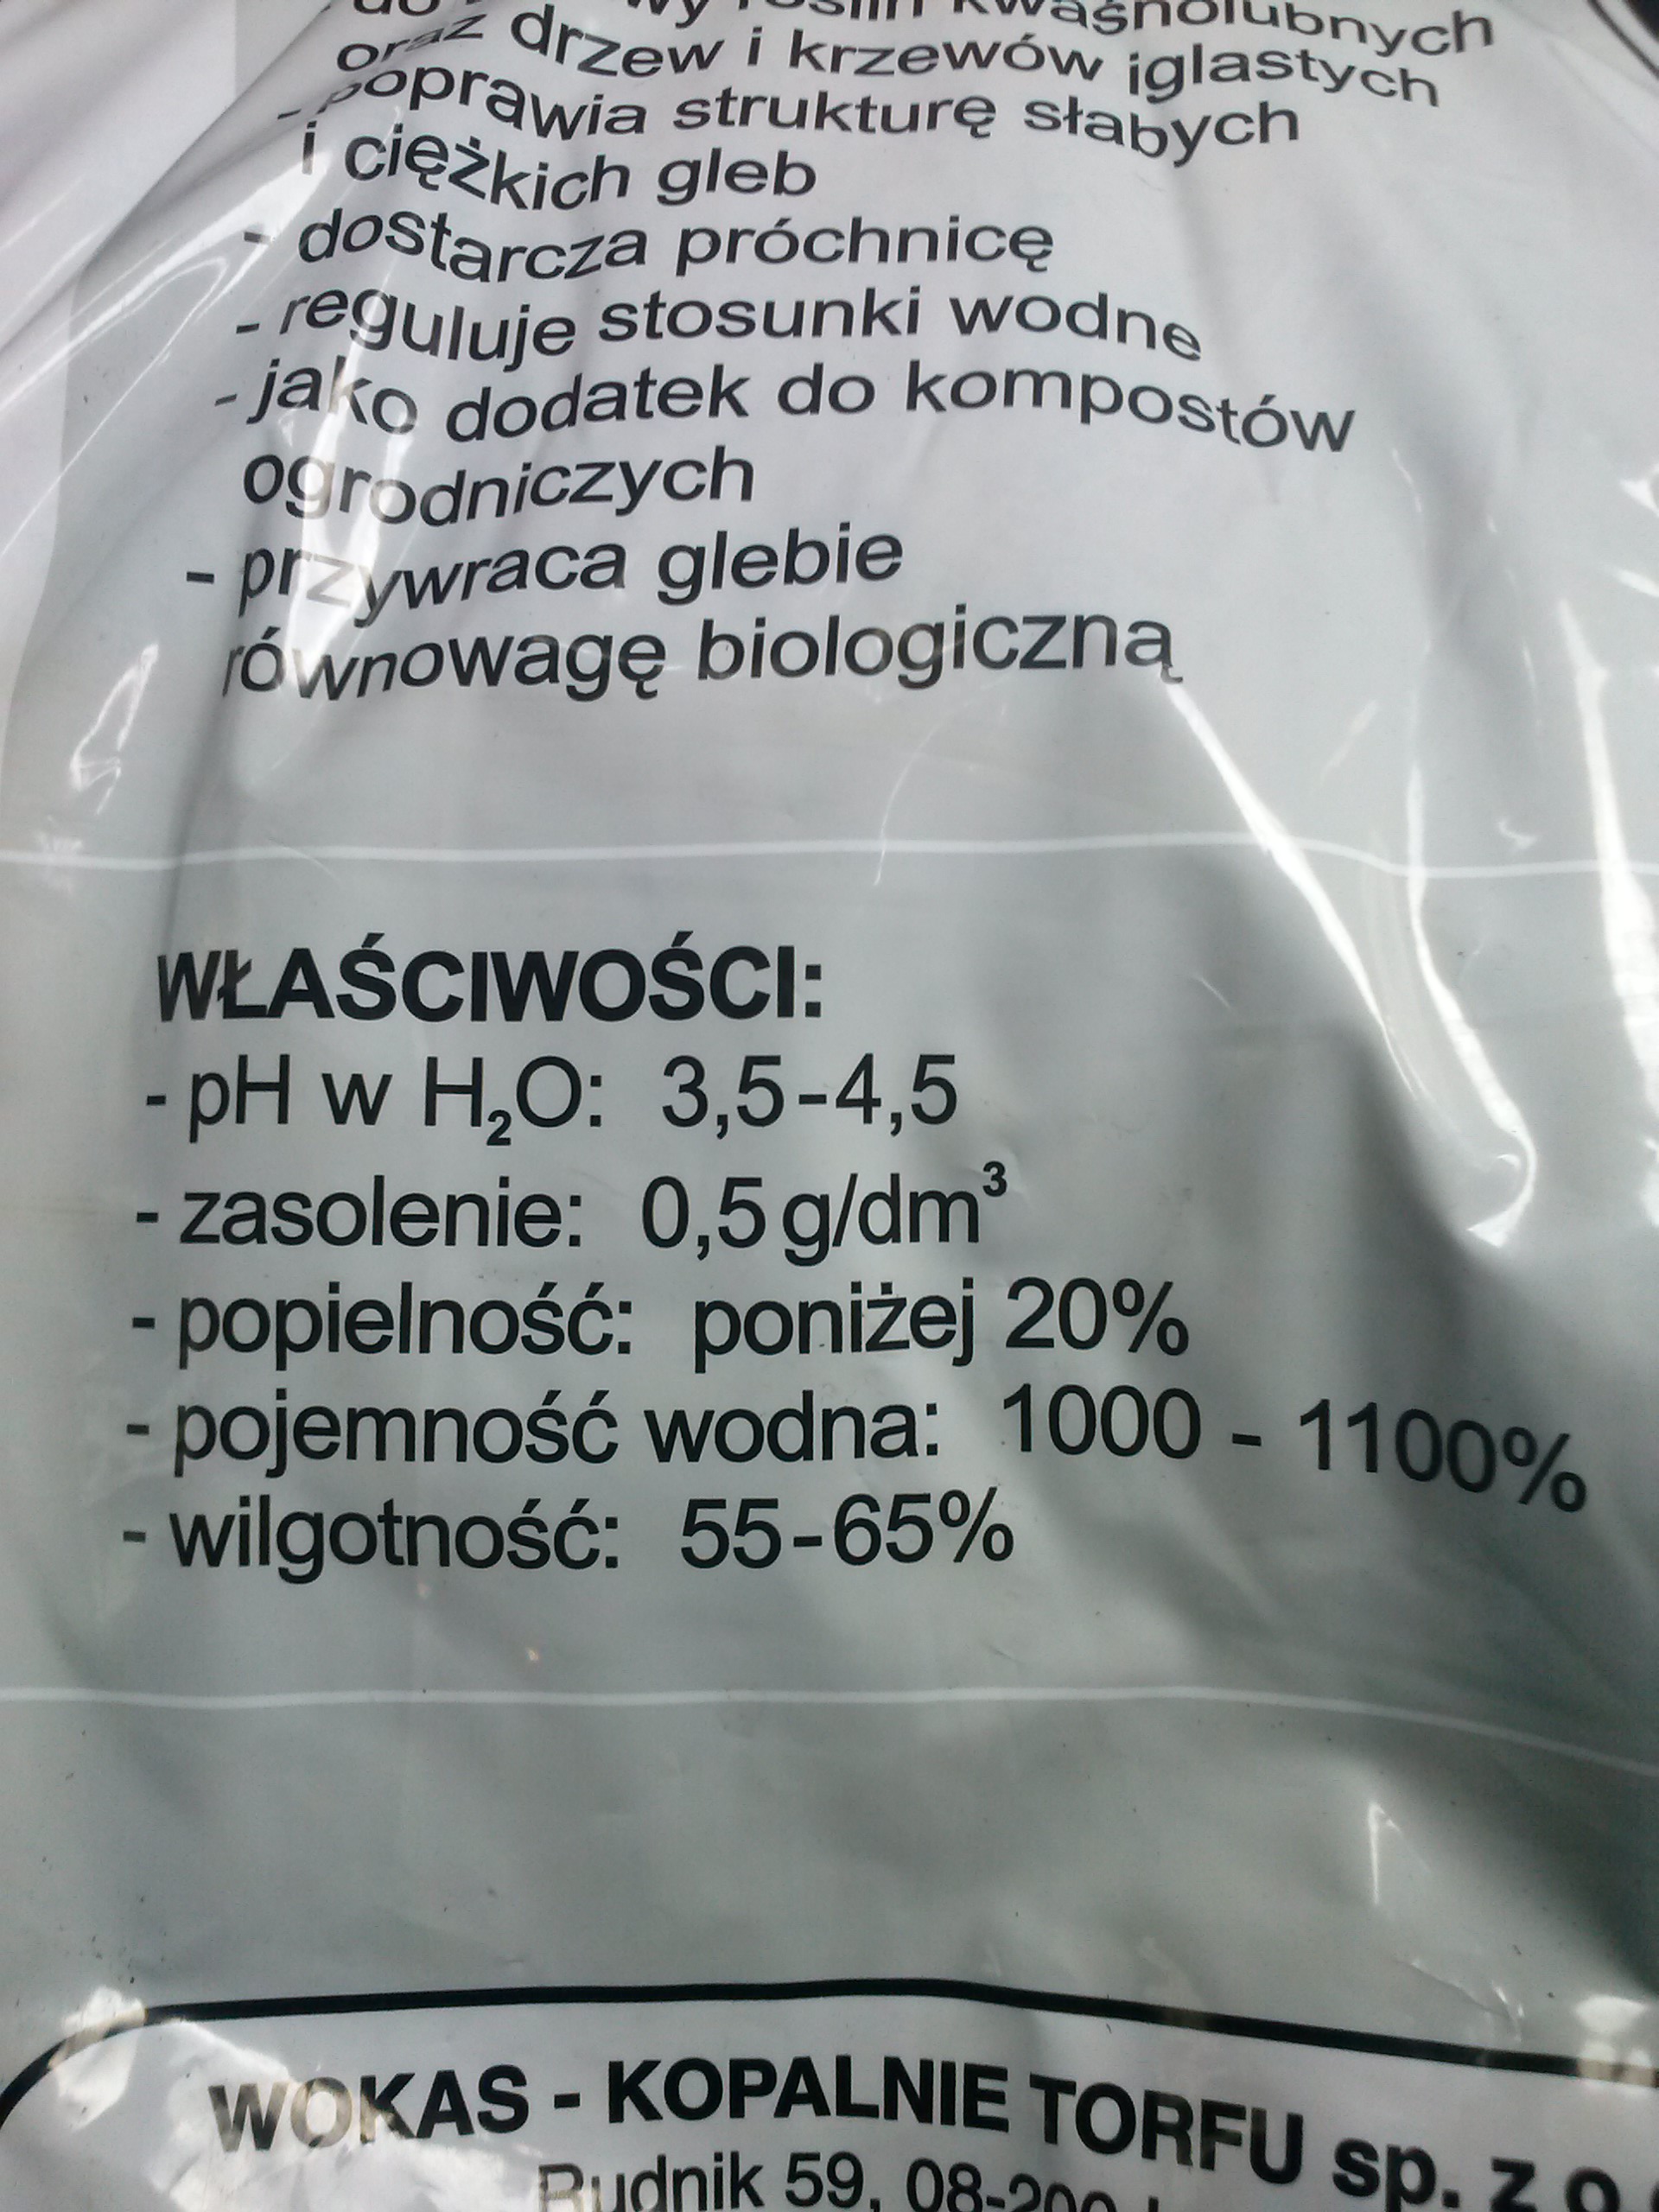 roślin kwaśnolubnych
oraz drzew i krzewów iglastych
- poprawia strukturę słabych
i ciężkich gleb
- dostarcza próchnicę
- reguluje stosunki wodne
- jako dodatek do kompostów
ogrodniczych
- przywraca glebie
równowagę biologiczną
WŁAŚCIWOŚCI:
- pH w H₂O: 3,5-4,5
- zasolenie: 0,5 g/dm³
- popielność: poniżej 20%
- pojemność wodna: 1000 - 1100%
- wilgotność: 55-65%
WOKAS - KOPALNIE TORFU sp. z o
Rudnik 59, 08-200